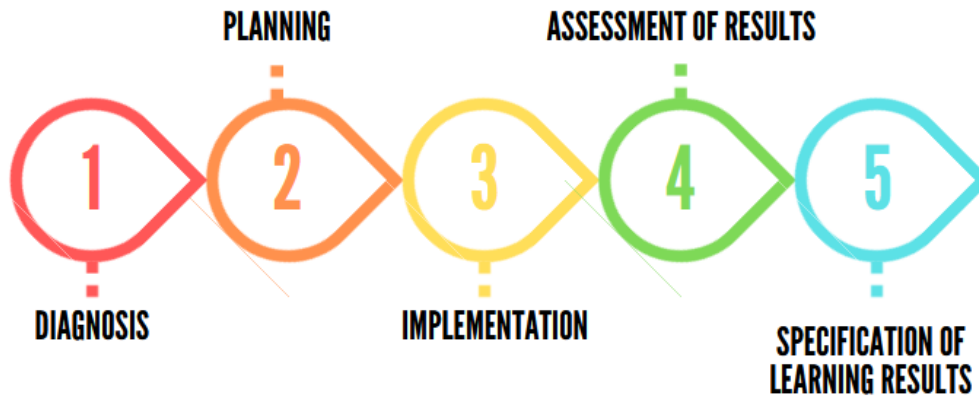 PLANNING
ASSESSMENT OF RESULTS
1
2
3
4
5
DIAGNOSIS
IMPLEMENTATION
SPECIFICATION OF
LEARNING RESULTS